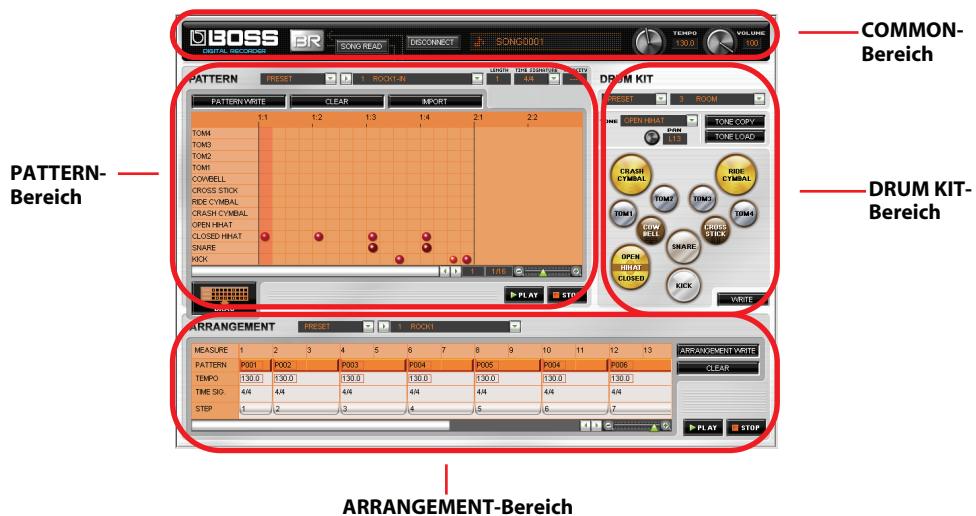 BOSS
DIGITAL RECORDER
BR
SONG READ
DISCONNECT
SONG0001
TEMPO
130.0
VOLUME
100
COMMON-
Bereich
PATTERN
PRESET
1 ROCK1-IN
LENGTH
1
TIME SIGNATURE
4/4
PATTERN WRITE
CLEAR
IMPORT
1:1 1:2 1:3 1:4 2:1 2:2
TOM4
TOM3
TOM2
TOM1
COWBELL
CROSS STICK
RIDE CYMBAL
CRASH CYMBAL
OPEN HIHAT
CLOSED HIHAT
SNARE
KICK
1 1/16
PLAY
STOP
PATTERN-
Bereich
DRUM KIT
PRESET
3 ROOM
TONE
OPEN HIHAT
PAN
L13
TONE COPY
TONE LOAD
CRASH
CYMBAL
RIDE
CYMBAL
TOM2
TOM3
TOM1
TOM4
COW
BELL
CROSS
STICK
SNARE
OPEN
HIHAT
CLOSED
KICK
WRITE
DRUM KIT-
Bereich
DRAG
ARRANGEMENT
PRESET
1 ROCK1
MEASURE 1 2 3 4 5 6 7 8 9 10 11 12 13
PATTERN P001 P002 P003 P004 P005 P004 P006
TEMPO 130.0 130.0 130.0 130.0 130.0 130.0 130.0
TIME SIG. 4/4 4/4 4/4 4/4 4/4 4/4 4/4
STEP 1 2 3 4 5 6 7
ARRANGEMENT WRITE
CLEAR
PLAY
STOP
ARRANGEMENT-Bereich